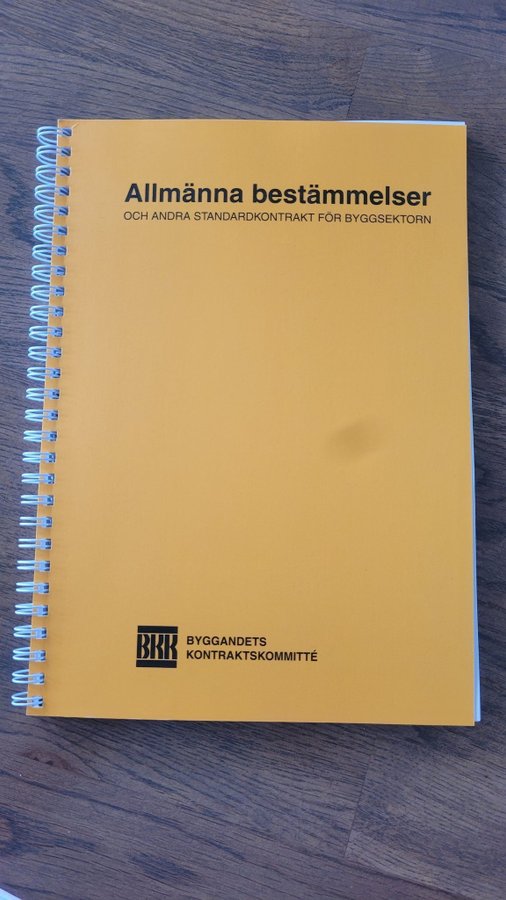 Allmänna bestämmelser
OCH ANDRA STANDARDKONTRAKT FÖR BYGGSEKTORN
BKK
BYGGANDETS
KONTRAKTSKOMMITTÉ